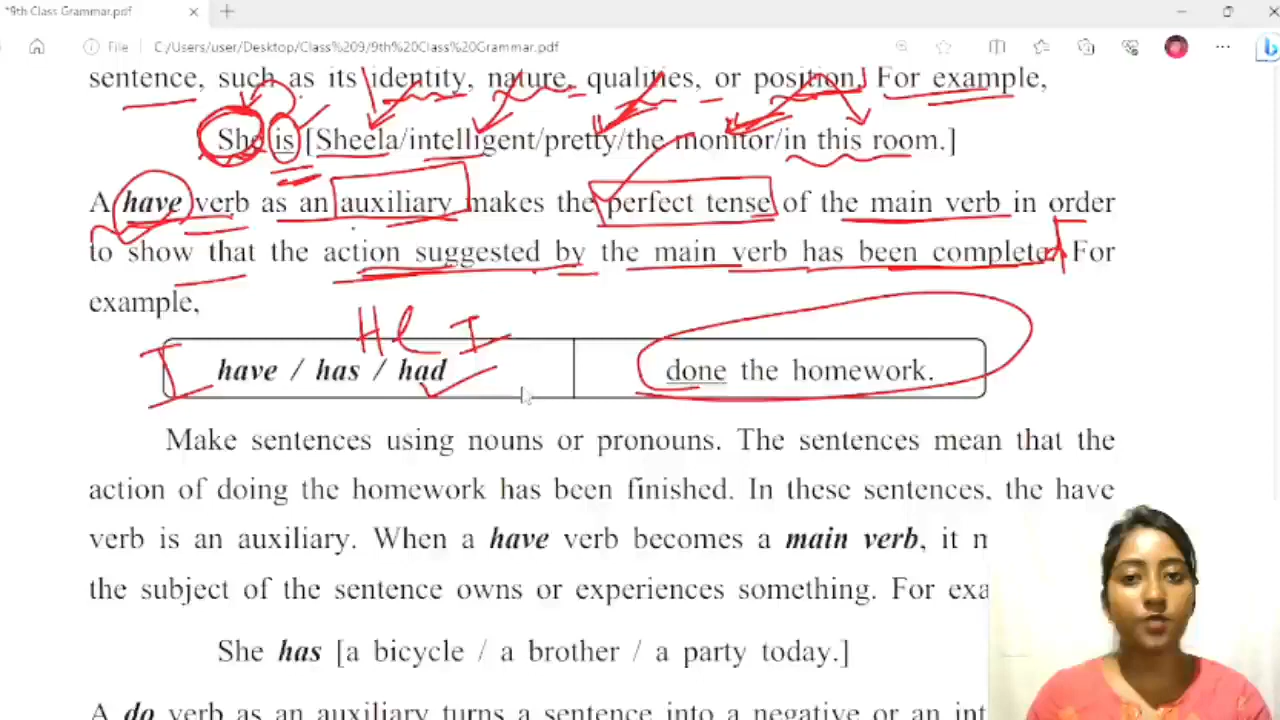 *9th Class Grammar.pdf
File C:/Users/user/Desktop/Class%209/9th%20Class%20Grammar.pdf
sentence, such as its identity, nature, qualities, or position. For example,
She is [Sheela/intelligent/pretty/the monitor/in this room.]
A have verb as an auxiliary makes the perfect tense of the main verb in order
to show that the action suggested by the main verb has been completed For
example,
He I
I have / has / had done the homework.
Make sentences using nouns or pronouns. The sentences mean that the
action of doing the homework has been finished. In these sentences, the have
verb is an auxiliary. When a have verb becomes a main verb, it
the subject of the sentence owns or experiences something. For
She has [a bicycle / a brother / a party today.]
A do verb as an auxiliary turns a sentence into a negative or an